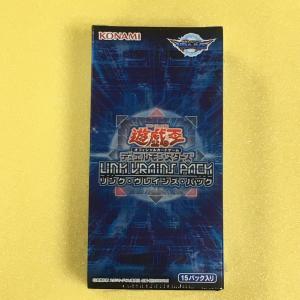 KONAMI
遊戯王
オフィシャルカードゲーム
デュエルモンスターズ
LINK VRAINS PACK
リンク・ヴレインズ・パック
15パック入り